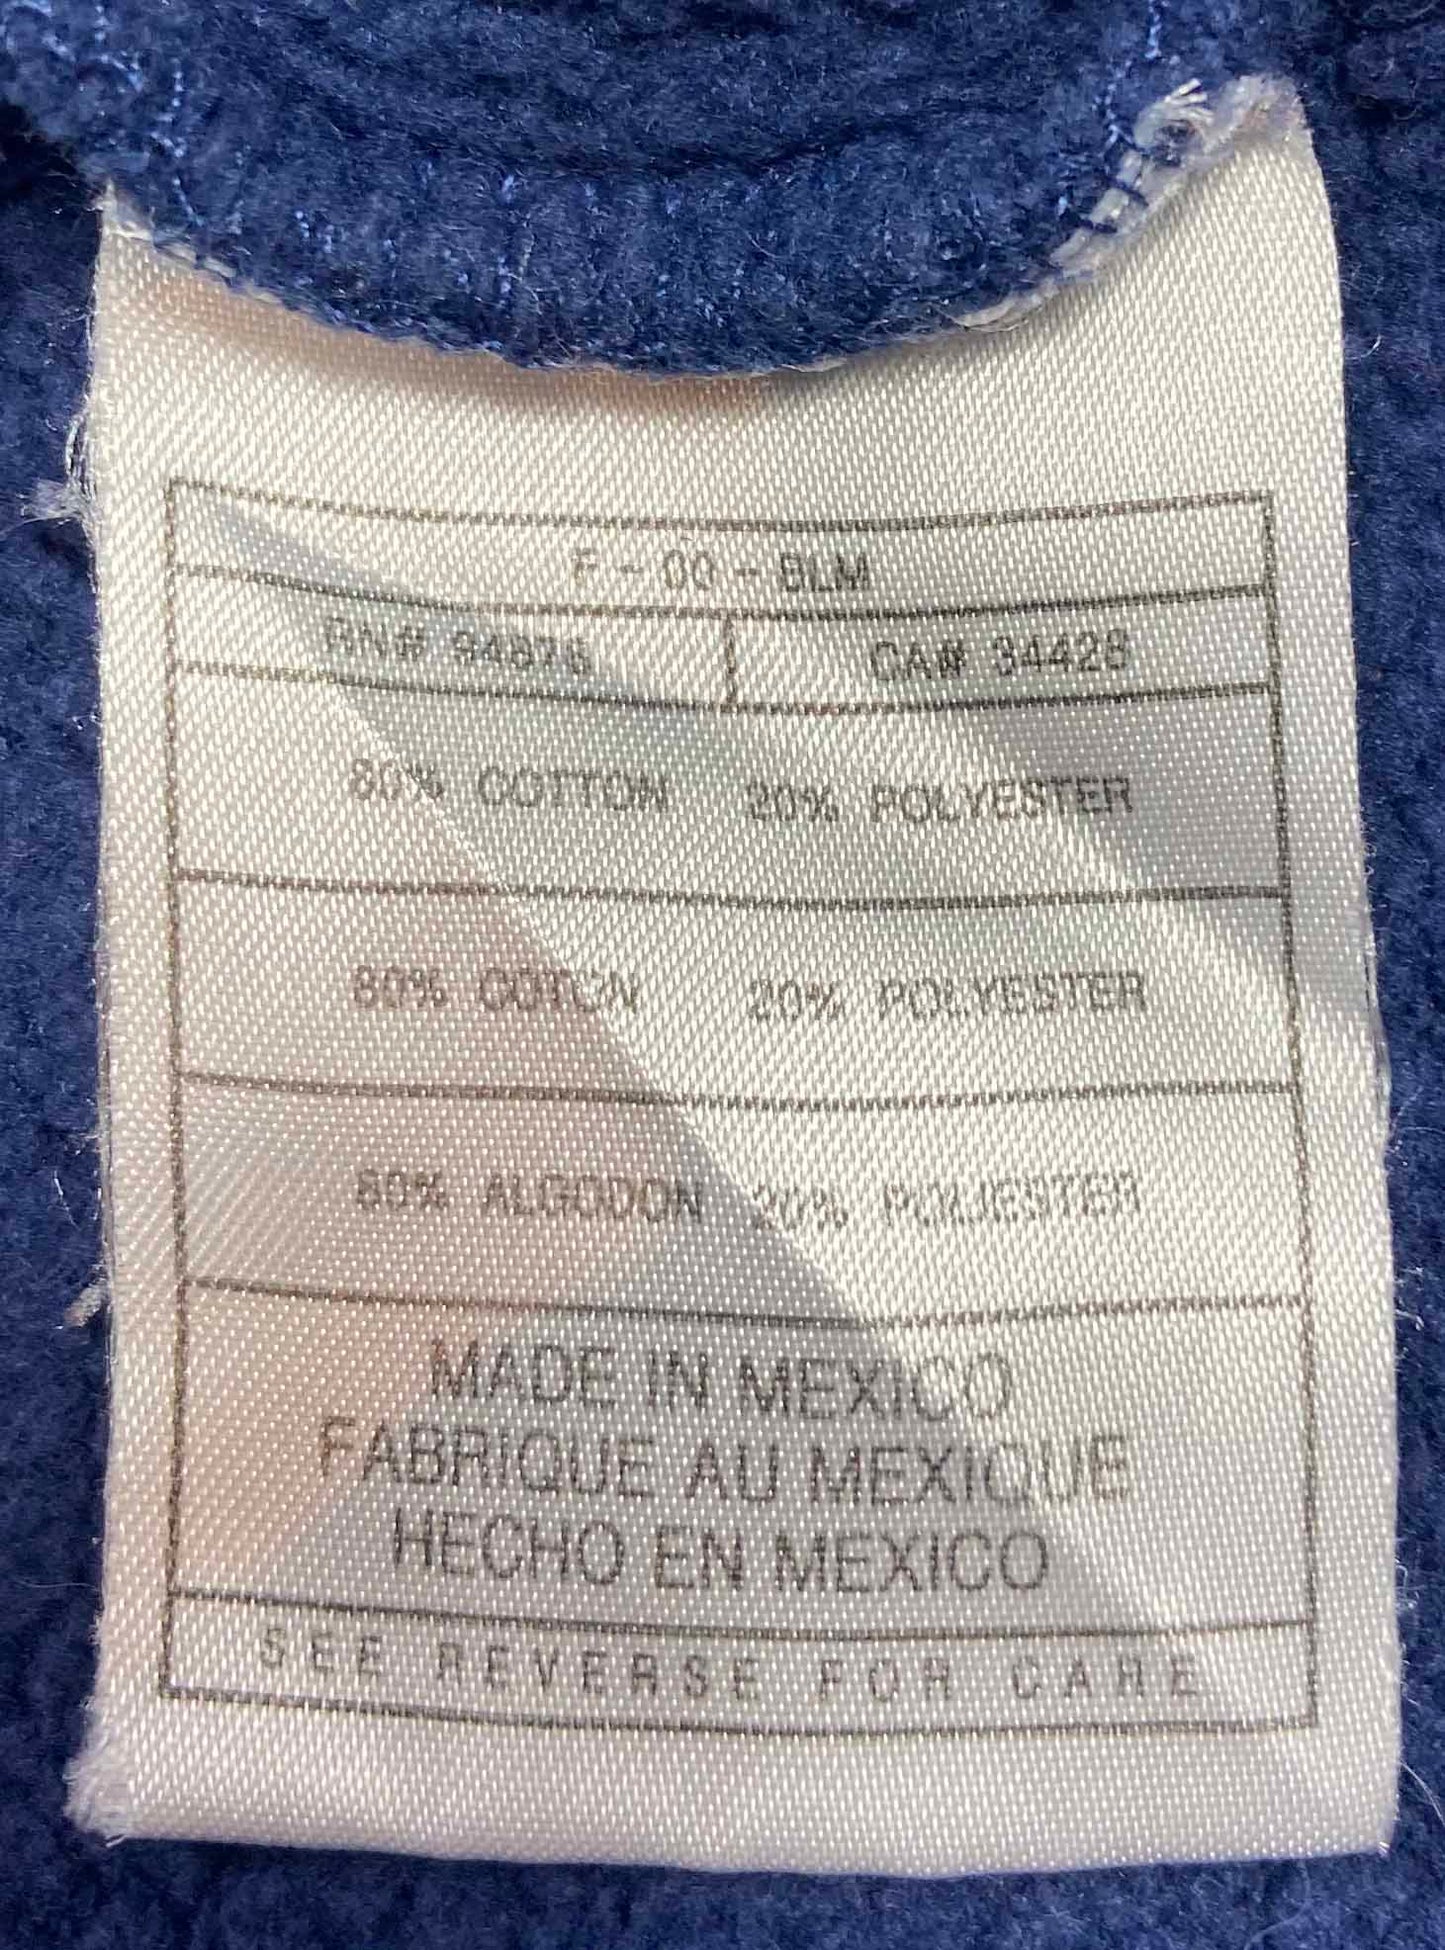 F - 00 - BLM
RN# 94876 CA# 34428
80% COTTON 20% POLYESTER
80% COTON 20% POLYESTER
80% ALGODON 20% POLIESTER
MADE IN MEXICO
FABRIQUE AU MEXIQUE
HECHO EN MEXICO
SEE REVERSE FOR CARE